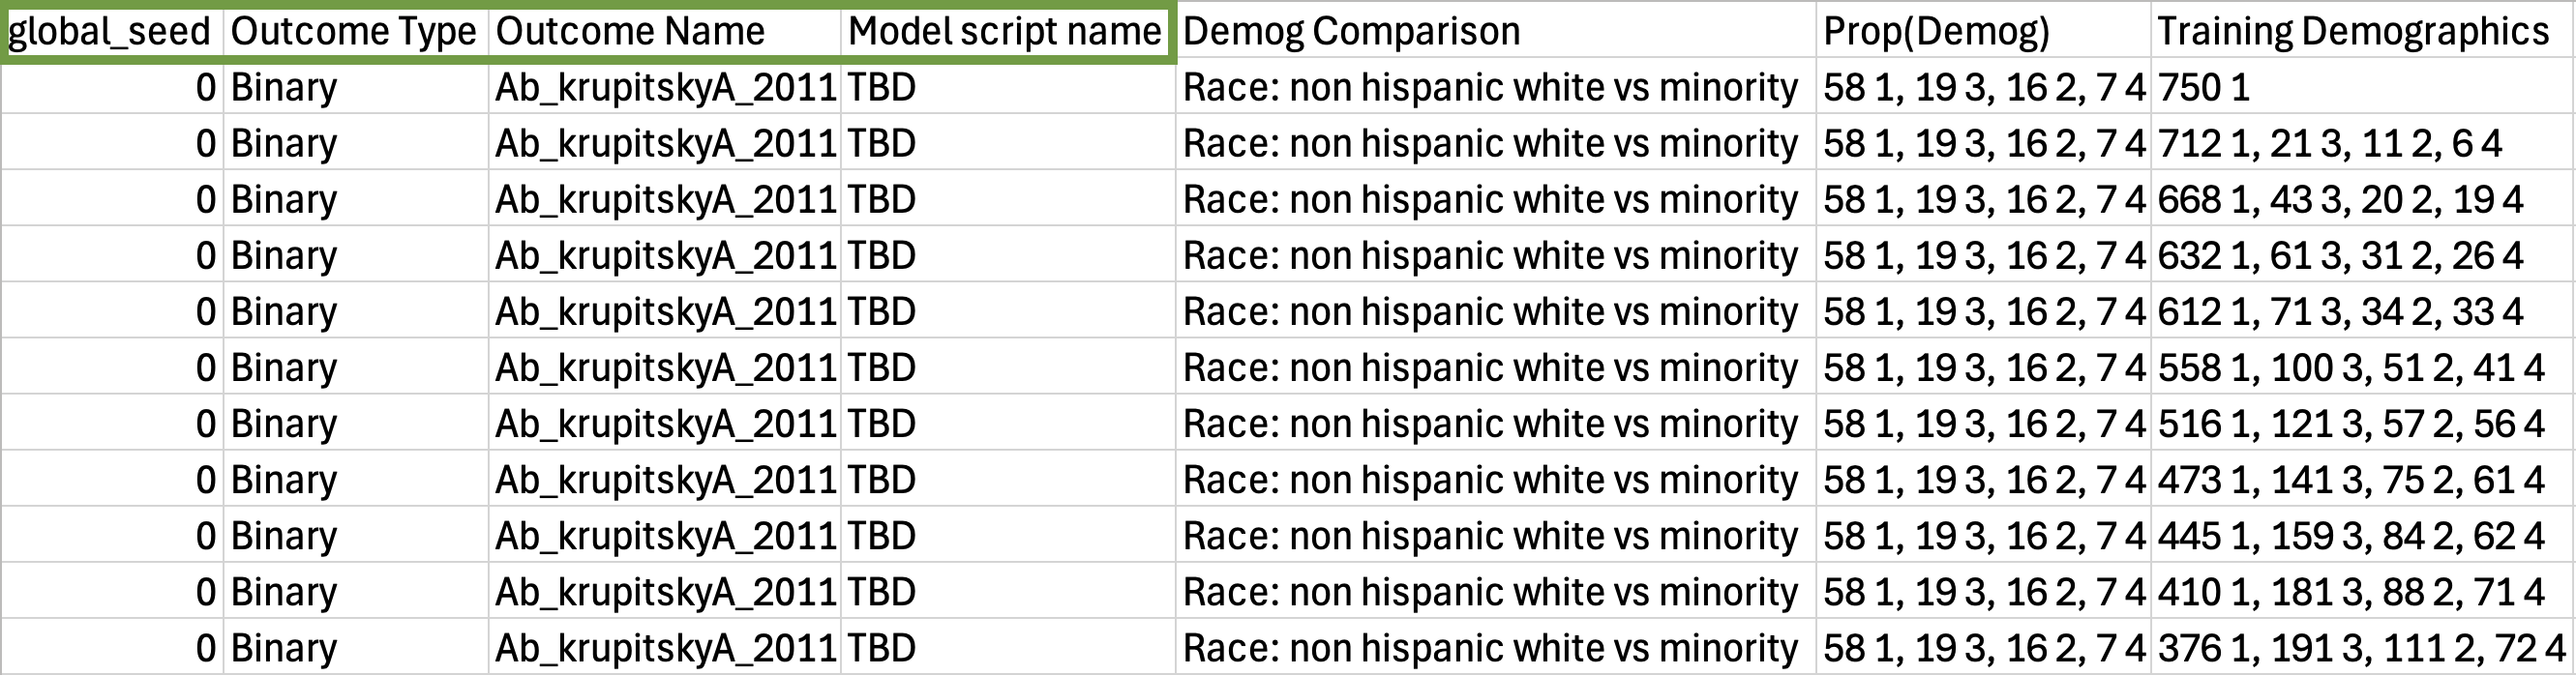 global_seed Outcome Type Outcome Name Model script name Demog Comparison Prop(Demog) Training Demographics
0 Binary Ab_krupitskyA_2011 TBD Race: non hispanic white vs minority 58 1, 19 3, 16 2, 7 4 750 1
0 Binary Ab_krupitskyA_2011 TBD Race: non hispanic white vs minority 58 1, 19 3, 16 2, 7 4 712 1, 21 3, 11 2, 6 4
0 Binary Ab_krupitskyA_2011 TBD Race: non hispanic white vs minority 58 1, 19 3, 16 2, 7 4 668 1, 43 3, 20 2, 19 4
0 Binary Ab_krupitskyA_2011 TBD Race: non hispanic white vs minority 58 1, 19 3, 16 2, 7 4 632 1, 61 3, 31 2, 26 4
0 Binary Ab_krupitskyA_2011 TBD Race: non hispanic white vs minority 58 1, 19 3, 16 2, 7 4 612 1, 71 3, 34 2, 33 4
0 Binary Ab_krupitskyA_2011 TBD Race: non hispanic white vs minority 58 1, 19 3, 16 2, 7 4 558 1, 100 3, 51 2, 41 4
0 Binary Ab_krupitskyA_2011 TBD Race: non hispanic white vs minority 58 1, 19 3, 16 2, 7 4 516 1, 121 3, 57 2, 56 4
0 Binary Ab_krupitskyA_2011 TBD Race: non hispanic white vs minority 58 1, 19 3, 16 2, 7 4 473 1, 141 3, 75 2, 61 4
0 Binary Ab_krupitskyA_2011 TBD Race: non hispanic white vs minority 58 1, 19 3, 16 2, 7 4 445 1, 159 3, 84 2, 62 4
0 Binary Ab_krupitskyA_2011 TBD Race: non hispanic white vs minority 58 1, 19 3, 16 2, 7 4 410 1, 181 3, 88 2, 71 4
0 Binary Ab_krupitskyA_2011 TBD Race: non hispanic white vs minority 58 1, 19 3, 16 2, 7 4 376 1, 191 3, 111 2, 72 4